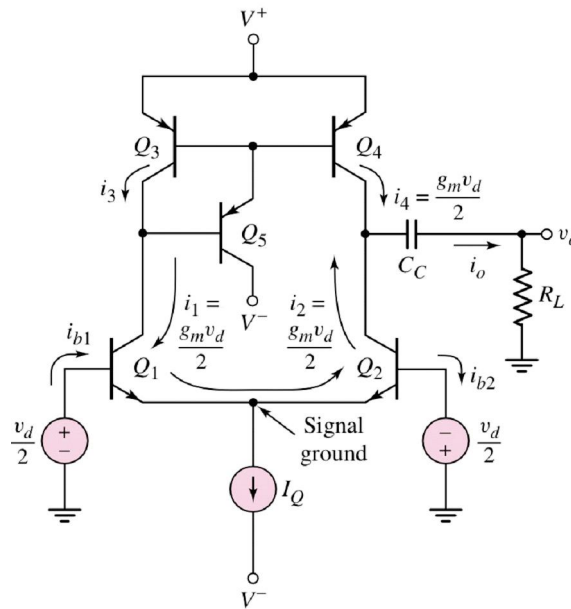 V⁺
Q₃
Q₄
i₃
i₄ = gₘv_d/2
Q₅
v_o
C_C
i_o
R_L
V⁻
i₁ = gₘv_d/2
i₂ = gₘv_d/2
i_b1
Q₁
Q₂
i_b2
v_d/2
+
−
Signal
ground
−
+
v_d/2
I_Q
V⁻